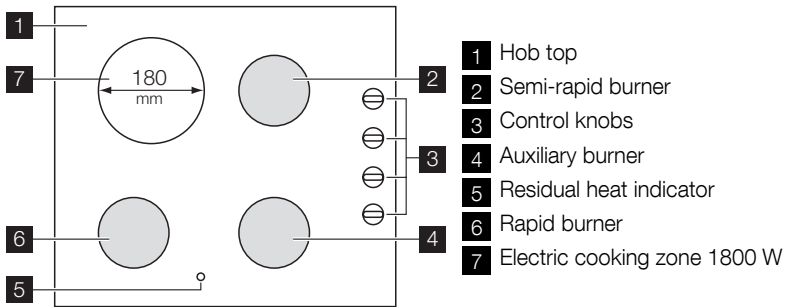 1
7
180
mm
2
3
6
4
5
1 Hob top
2 Semi-rapid burner
3 Control knobs
4 Auxiliary burner
5 Residual heat indicator
6 Rapid burner
7 Electric cooking zone 1800 W